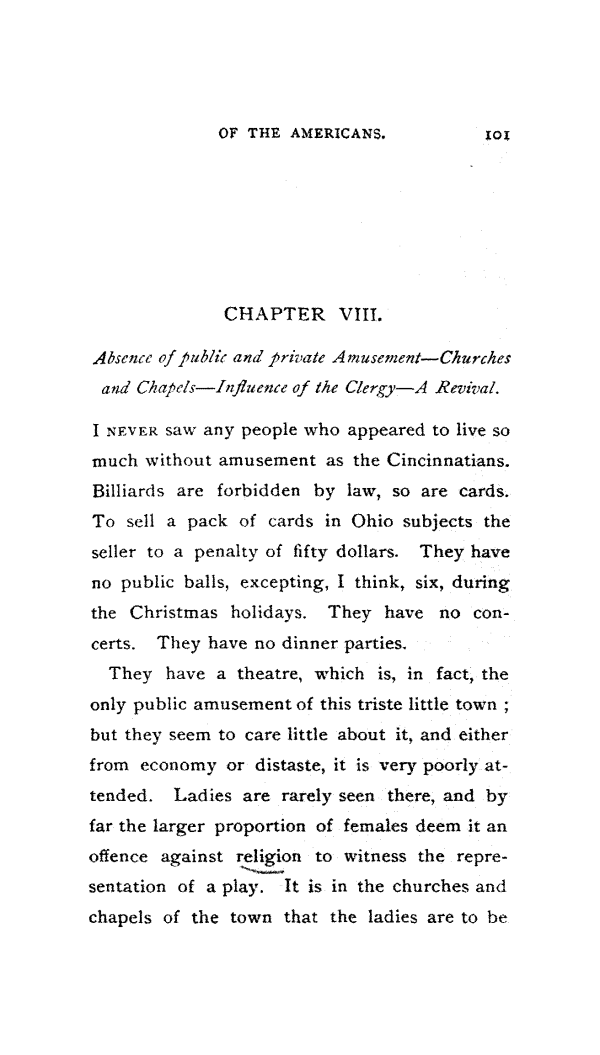 OF THE AMERICANS. 101
CHAPTER VIII.
Absence of public and private Amusement—Churches
and Chapels—Influence of the Clergy—A Revival.
I NEVER saw any people who appeared to live so
much without amusement as the Cincinnatians.
Billiards are forbidden by law, so are cards.
To sell a pack of cards in Ohio subjects the
seller to a penalty of fifty dollars. They have
no public balls, excepting, I think, six, during
the Christmas holidays. They have no con-
certs. They have no dinner parties.
They have a theatre, which is, in fact, the
only public amusement of this triste little town ;
but they seem to care little about it, and either
from economy or distaste, it is very poorly at-
tended. Ladies are rarely seen there, and by
far the larger proportion of females deem it an
offence against religion to witness the repre-
sentation of a play. It is in the churches and
chapels of the town that the ladies are to be